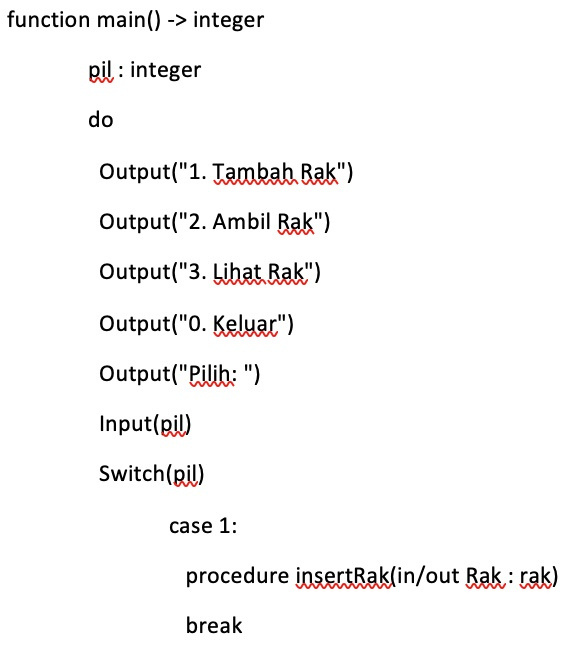 function main() -> integer
pil : integer
do
Output("1. Tambah Rak")
Output("2. Ambil Rak")
Output("3. Lihat Rak")
Output("0. Keluar")
Output("Pilih: ")
Input(pil)
Switch(pil)
case 1:
procedure insertRak(in/out Rak : rak)
break